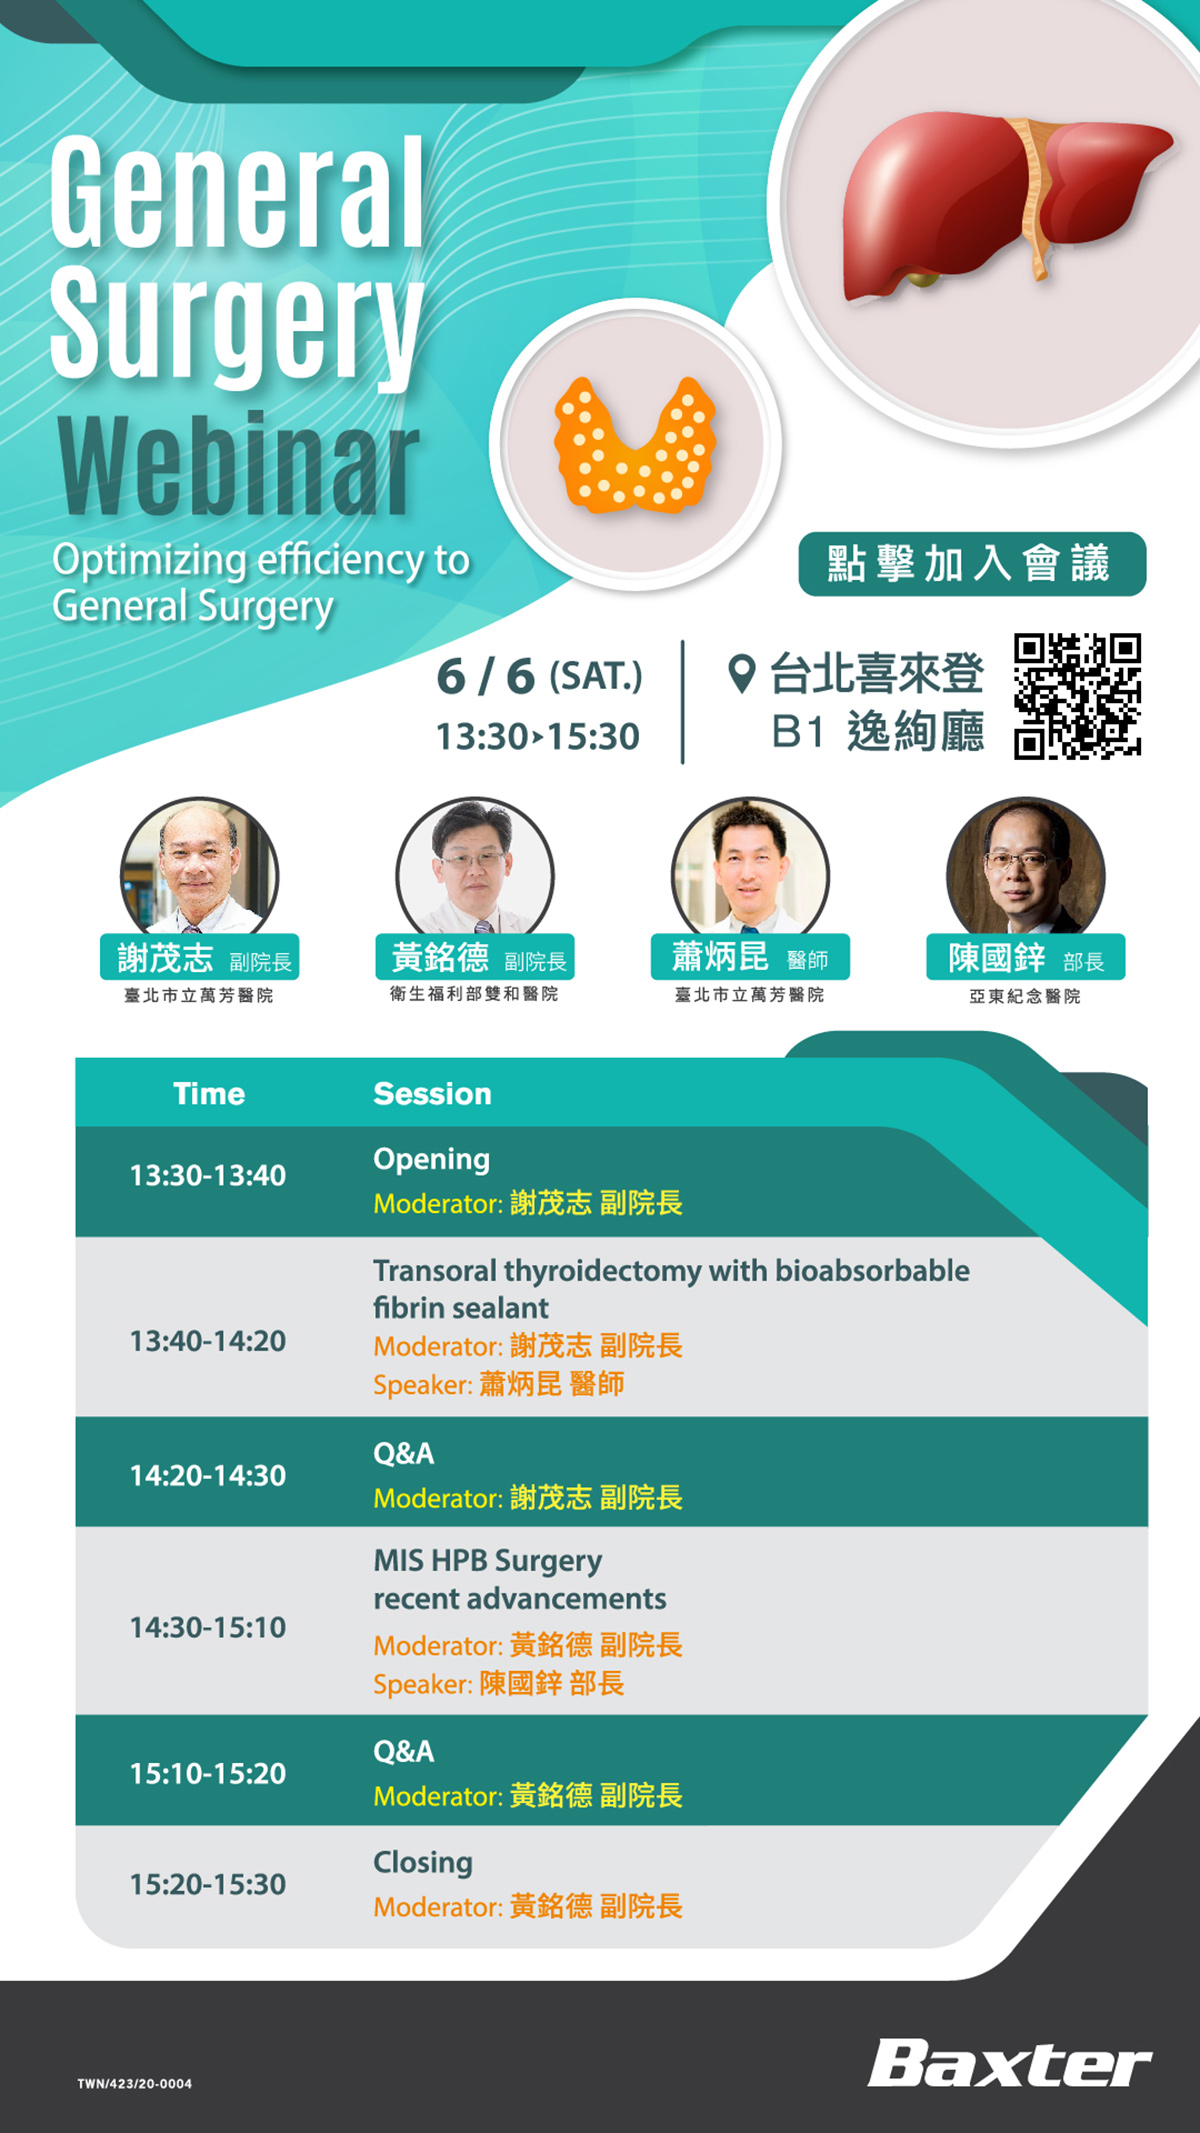 General
Surgery
Webinar
Optimizing efficiency to
General Surgery
點擊加入會議
6 / 6 (SAT.)
13:30▸15:30
台北喜來登
B1 逸絢廳
謝茂志 副院長
臺北市立萬芳醫院
黃銘德 副院長
衛生福利部雙和醫院
蕭炳昆 醫師
臺北市立萬芳醫院
陳國鋅 部長
亞東紀念醫院
Time Session
13:30-13:40
Opening
Moderator: 謝茂志 副院長
13:40-14:20
Transoral thyroidectomy with bioabsorbable
fibrin sealant
Moderator: 謝茂志 副院長
Speaker: 蕭炳昆 醫師
14:20-14:30
Q&A
Moderator: 謝茂志 副院長
14:30-15:10
MIS HPB Surgery
recent advancements
Moderator: 黃銘德 副院長
Speaker: 陳國鋅 部長
15:10-15:20
Q&A
Moderator: 黃銘德 副院長
15:20-15:30
Closing
Moderator: 黃銘德 副院長
TWN/423/20-0004
Baxter